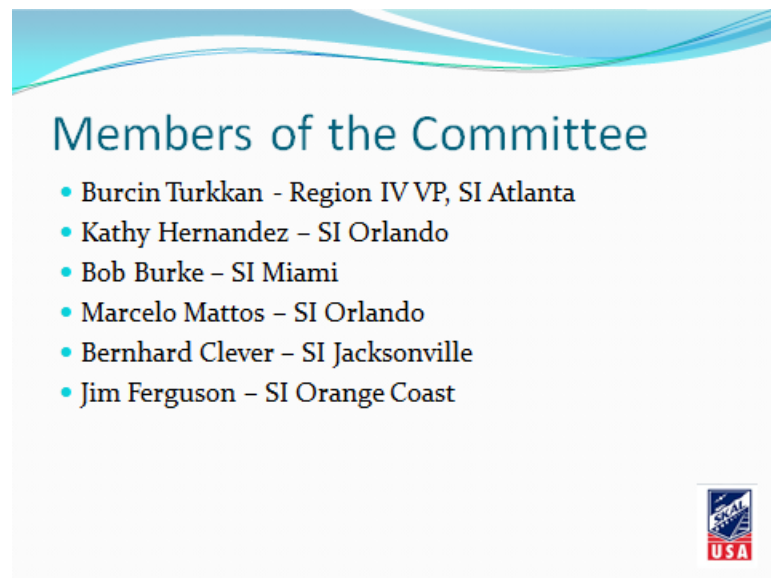 Members of the Committee
Burcin Turkkan - Region IV VP, SI Atlanta
Kathy Hernandez – SI Orlando
Bob Burke – SI Miami
Marcelo Mattos – SI Orlando
Bernhard Clever – SI Jacksonville
Jim Ferguson – SI Orange Coast
SKAL
USA